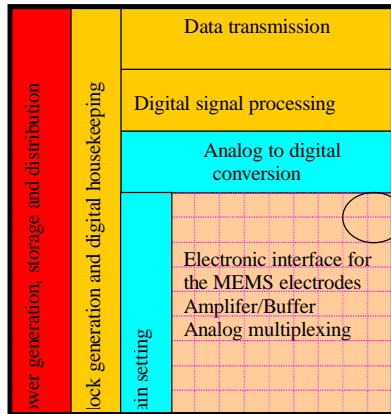 Data transmission
Digital signal processing
Analog to digital
conversion
Electronic interface for
the MEMS electrodes
Amplifer/Buffer
Analog multiplexing
ower generation, storage and distribution
lock generation and digital housekeeping
ain setting